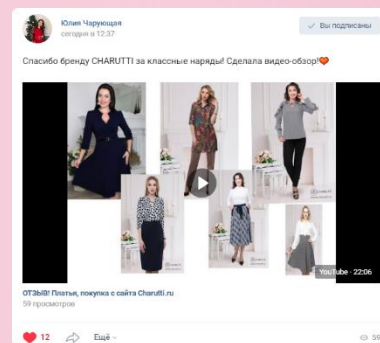 Юлия Чарующая
сегодня в 12:37
Вы подписаны
Спасибо бренду CHARUTTI за классные наряды! Сделала видео-обзор!
YouTube · 22:06
ОТЗЫВ! Платья, покупка с сайта Charutti.ru
59 просмотров
12
Ещё
59